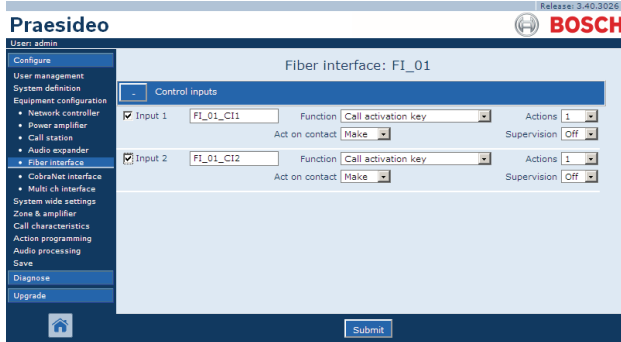 Release: 3.40.3026
Praesideo
BOSCH
User: admin
Configure
User management
System definition
Equipment configuration
• Network controller
• Power amplifier
• Call station
• Audio expander
• Fiber interface
• CobraNet interface
• Multi ch interface
System wide settings
Zone & amplifier
Call characteristics
Action programming
Audio processing
Save
Diagnose
Upgrade
Fiber interface: FI_01
- Control inputs
Input 1 FI_01_CI1 Function Call activation key Actions 1
Act on contact Make Supervision Off
Input 2 FI_01_CI2 Function Call activation key Actions 1
Act on contact Make Supervision Off
Submit